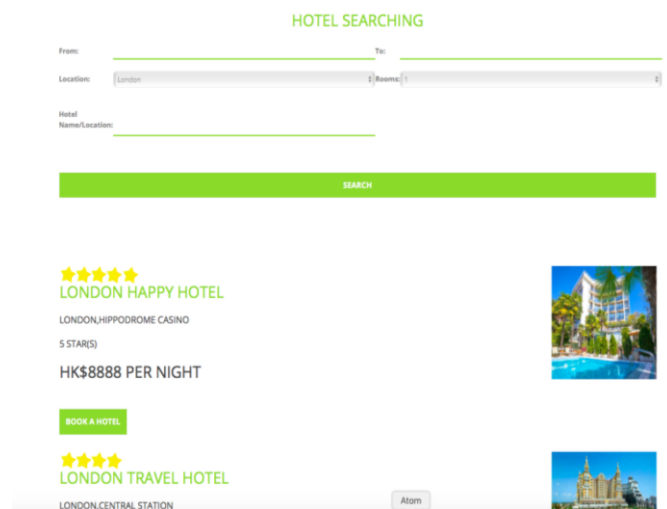 HOTEL SEARCHING
From:
To:
Location:
London
Rooms:
1
Hotel
Name/Location:
SEARCH
LONDON HAPPY HOTEL
LONDON,HIPPODROME CASINO
5 STAR(S)
HK$8888 PER NIGHT
BOOK A HOTEL
LONDON TRAVEL HOTEL
LONDON,CENTRAL STATION
Atom